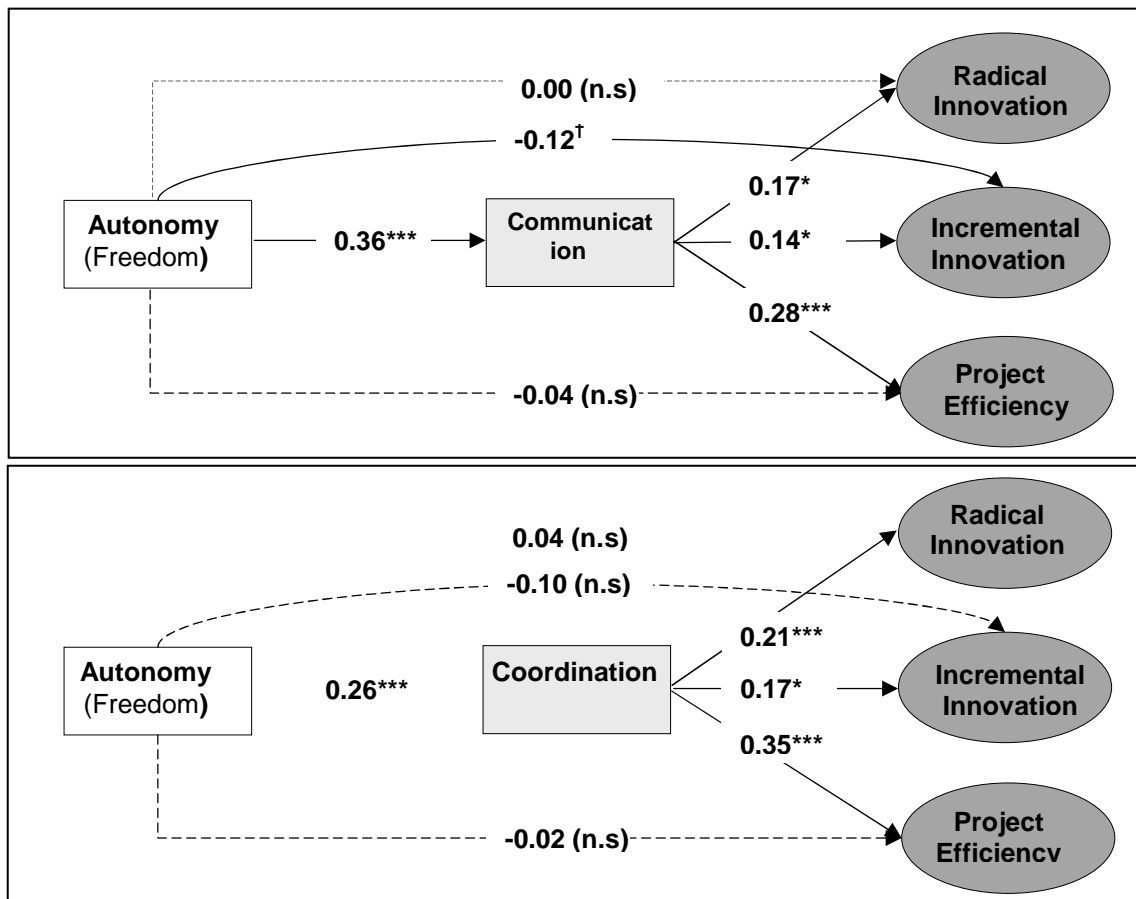 Radical
Innovation
0.00 (n.s)
-0.12†
0.17*
Autonomy
(Freedom)
0.36***
Communicat
ion
0.14*
Incremental
Innovation
0.28***
-0.04 (n.s)
Project
Efficiency
Radical
Innovation
0.04 (n.s)
-0.10 (n.s)
0.21***
Autonomy
(Freedom)
0.26***
Coordination
0.17*
Incremental
Innovation
0.35***
-0.02 (n.s)
Project
Efficiency